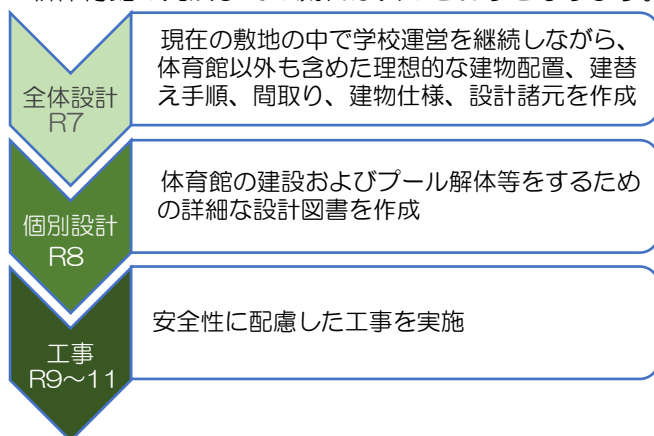 全体設計
R7
現在の敷地の中で学校運営を継続しながら、
体育館以外も含めた理想的な建物配置、建替
え手順、間取り、建物仕様、設計諸元を作成
個別設計
R8
体育館の建設およびプール解体等をするため
の詳細な設計図書を作成
工事
R9～11
安全性に配慮した工事を実施